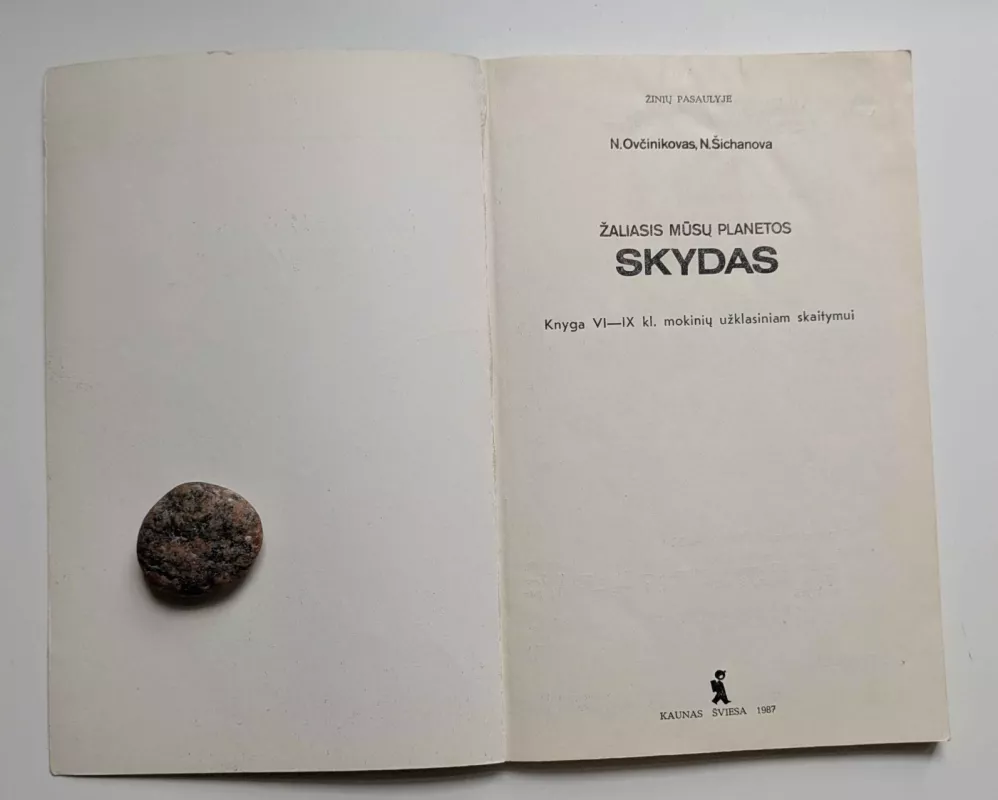 ŽINIŲ PASAULYJE
N. Ovčinikovas, N. Šichanova
ŽALIASIS MŪSŲ PLANETOS
SKYDAS
Knyga VI—IX kl. mokinių užklasiniam skaitymui
KAUNAS ŠVIESA 1987